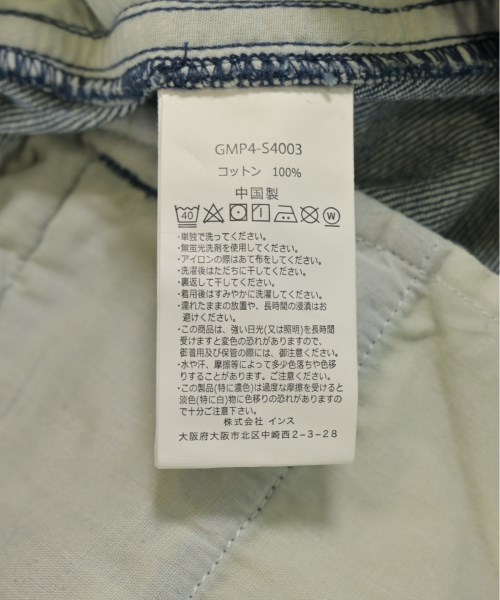 GMP4-S4003
コットン 100%
中国製
40
W
・単独で洗ってください。
・無蛍光洗剤を使用してください。
・アイロンの際はあて布をしてください。
・洗濯後はただちに干してください。
・裏返して干してください。
・着用後はすみやかに洗濯してください。
・濡れたままの放置や、長時間の浸漬はお
避けください。
・この商品は、強い日光(又は照明)を長時間
受けますと変色の恐れがありますので、
御着用及び保管の際には、御注意ください。
・水や汗、摩擦等によって多少色落ちや色移
りすることがあります。ご注意ください。
・この製品(特に濃色)は過度な摩擦を受けると
淡色(特に白)物に色移りの恐れがあります
ので十分ご注意下さい。
株式会社 インス
大阪府大阪市北区中崎西2-3-28